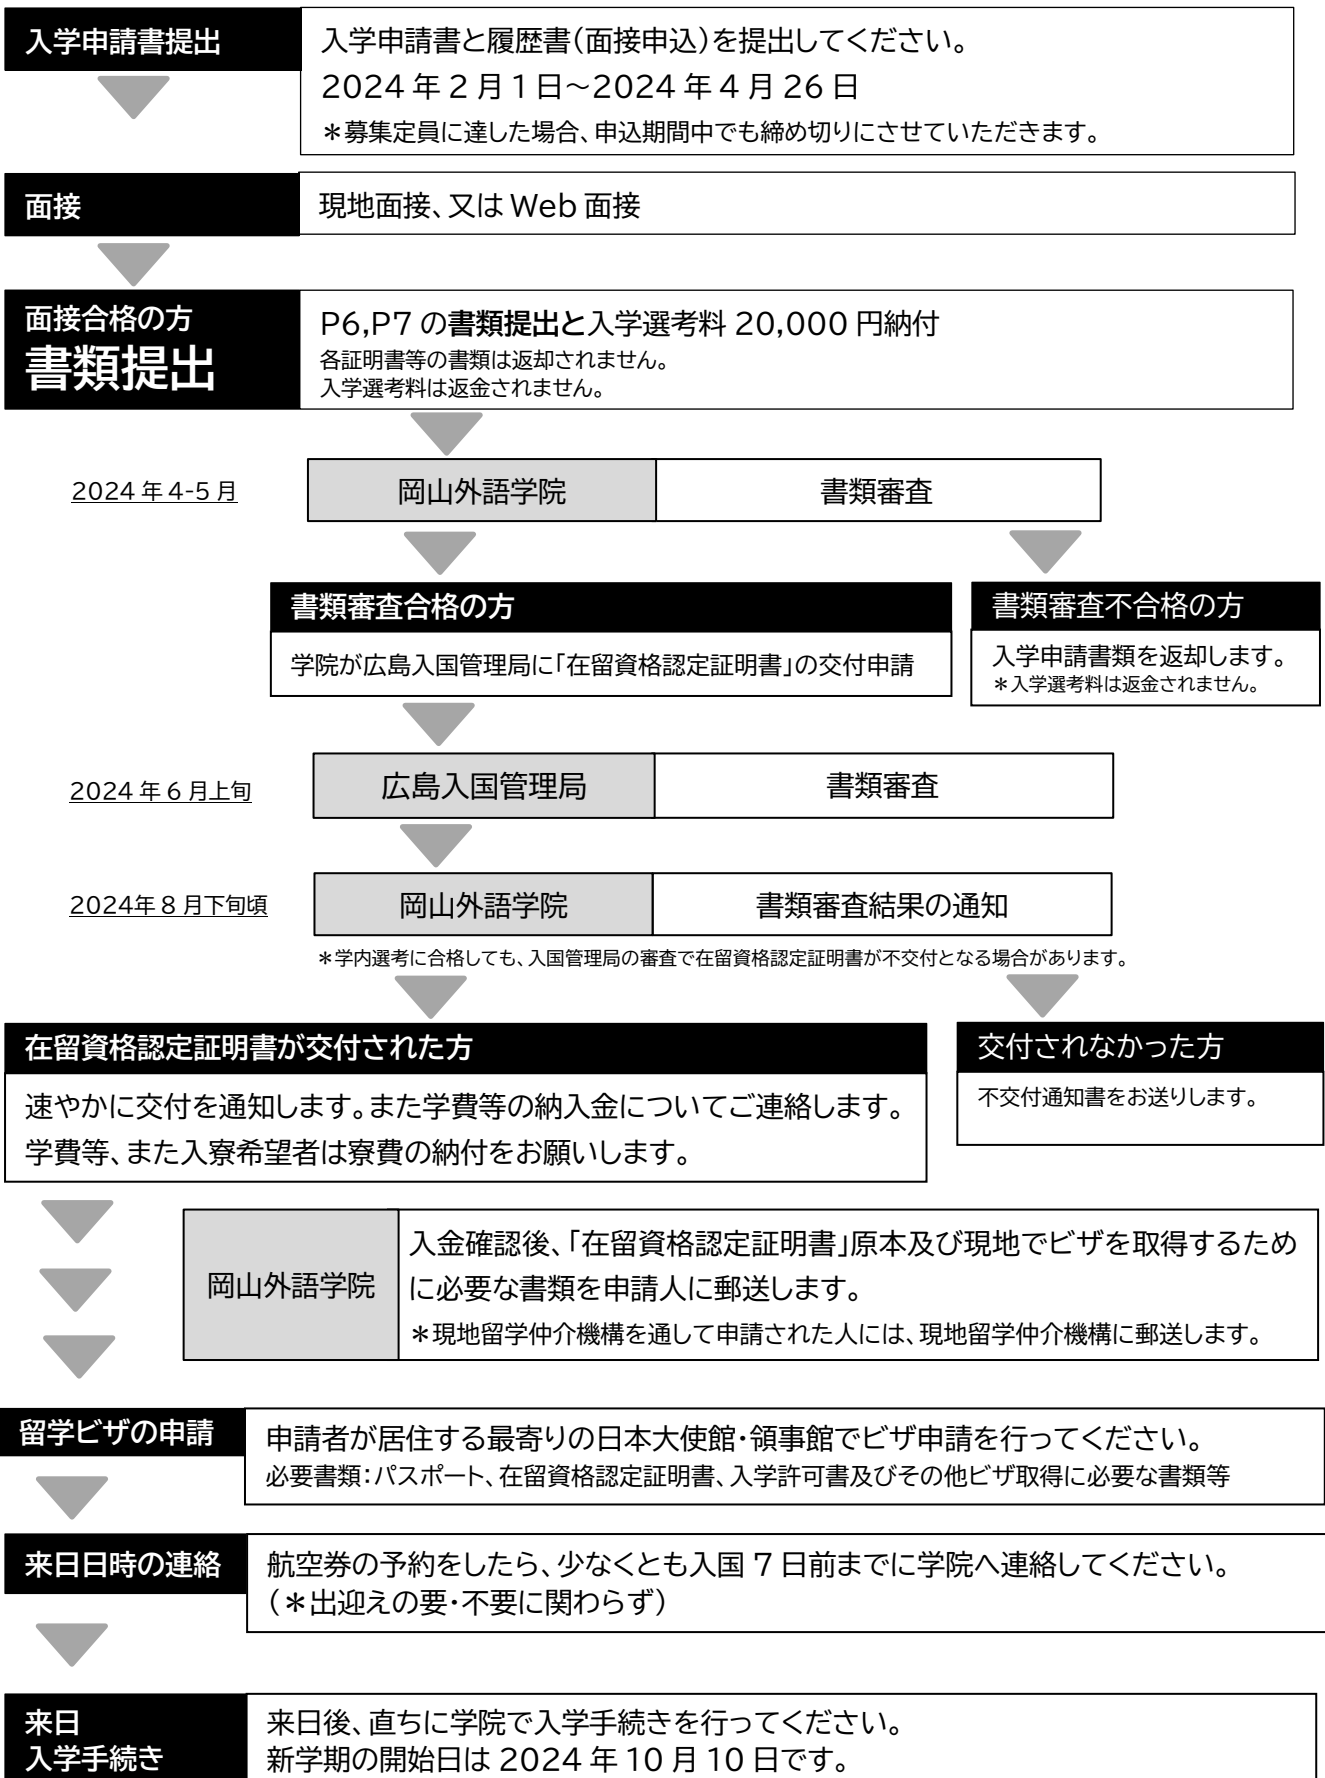 入学申請書提出
入学申請書と履歴書(面接申込)を提出してください。
2024年2月1日~2024年4月26日
*募集定員に達した場合、申込期間中でも締め切りにさせていただきます。
面接
現地面接、又はWeb面接
面接合格の方
書類提出
P6,P7の書類提出と入学選考料 20,000円納付
各証明書等の書類は返却されません。
入学選考料は返金されません。
2024年4-5月
岡山外語学院
書類審査
書類審査合格の方
学院が広島入国管理局に「在留資格認定証明書」の交付申請
書類審査不合格の方
入学申請書類を返却します。
*入学選考料は返金されません。
2024年6月上旬
広島入国管理局
書類審査
2024年8月下旬頃
岡山外語学院
書類審査結果の通知
*学内選考に合格しても、入国管理局の審査で在留資格認定証明書が不交付となる場合があります。
在留資格認定証明書が交付された方
速やかに交付を通知します。また学費等の納入金についてご連絡します。
学費等、また入寮希望者は寮費の納付をお願いします。
交付されなかった方
不交付通知書をお送りします。
岡山外語学院
入金確認後、「在留資格認定証明書」原本及び現地でビザを取得するため
に必要な書類を申請人に郵送します。
*現地留学仲介機構を通して申請された人には、現地留学仲介機構に郵送します。
留学ビザの申請
申請者が居住する最寄りの日本大使館・領事館でビザ申請を行ってください。
必要書類:パスポート、在留資格認定証明書、入学許可書及びその他ビザ取得に必要な書類等
来日日時の連絡
航空券の予約をしたら、少なくとも入国7日前までに学院へ連絡してください。
(*出迎えの要・不要に関わらず)
来日
入学手続き
来日後、直ちに学院で入学手続きを行ってください。
新学期の開始日は2024年10月10日です。